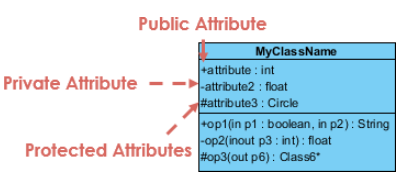 Public Attribute
MyClassName
+attribute : int
Private Attribute
-attribute2 : float
#attribute3 : Circle
+op1(in p1 : boolean, in p2) : String
-op2(inout p3 : int) : float
Protected Attributes
#op3(out p6) : Class6*